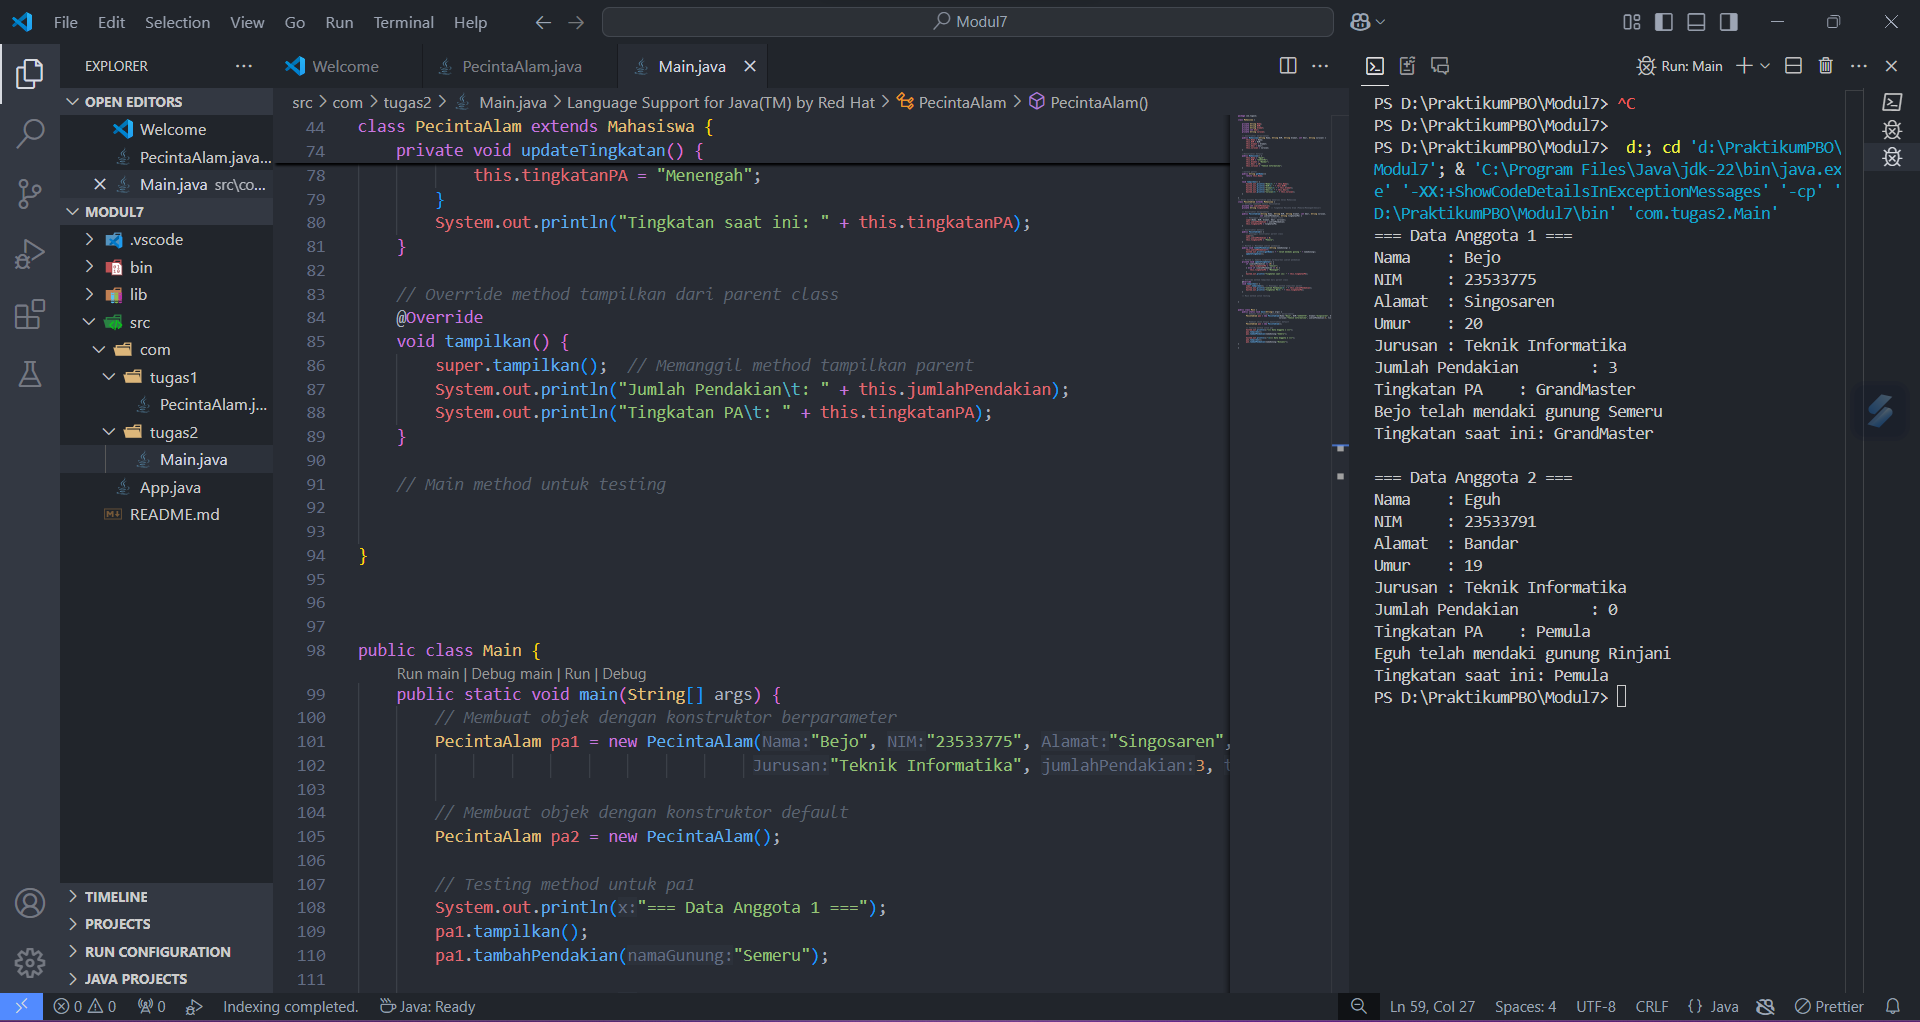 File Edit Selection View Go Run Terminal Help
Modul7
EXPLORER
OPEN EDITORS
Welcome
PecintaAlam.java...
Main.java src\co...
MODUL7
.vscode
bin
lib
src
com
tugas1
PecintaAlam.j...
tugas2
Main.java
App.java
README.md
TIMELINE
PROJECTS
RUN CONFIGURATION
JAVA PROJECTS
Welcome PecintaAlam.java Main.java
src > com > tugas2 > Main.java > Language Support for Java(TM) by Red Hat > PecintaAlam > PecintaAlam()
44 class PecintaAlam extends Mahasiswa {
74 private void updateTingkatan() {
78 this.tingkatanPA = "Menengah";
79 }
80 System.out.println("Tingkatan saat ini: " + this.tingkatanPA);
81 }
82
83 // Override method tampilkan dari parent class
84 @Override
85 void tampilkan() {
86 super.tampilkan(); // Memanggil method tampilkan parent
87 System.out.println("Jumlah Pendakian\t: " + this.jumlahPendakian);
88 System.out.println("Tingkatan PA\t: " + this.tingkatanPA);
89 }
90
91 // Main method untuk testing
92
93
94 }
95
96
97
98 public class Main {
Run main | Debug main | Run | Debug
99 public static void main(String[] args) {
100 // Membuat objek dengan konstruktor berparameter
101 PecintaAlam pa1 = new PecintaAlam(Nama:"Bejo", NIM:"23533775", Alamat:"Singosaren",
102 Jurusan:"Teknik Informatika", jumlahPendakian:3,
103
104 // Membuat objek dengan konstruktor default
105 PecintaAlam pa2 = new PecintaAlam();
106
107 // Testing method untuk pa1
108 System.out.println(x:"=== Data Anggota 1 ===");
109 pa1.tampilkan();
110 pa1.tambahPendakian(namaGunung:"Semeru");
111
Run: Main
PS D:\PraktikumPBO\Modul7> ^C
PS D:\PraktikumPBO\Modul7>
PS D:\PraktikumPBO\Modul7> d:; cd 'd:\PraktikumPBO\
Modul7'; & 'C:\Program Files\Java\jdk-22\bin\java.ex
e' '-XX:+ShowCodeDetailsInExceptionMessages' '-cp' '
D:\PraktikumPBO\Modul7\bin' 'com.tugas2.Main'
=== Data Anggota 1 ===
Nama : Bejo
NIM : 23533775
Alamat : Singosaren
Umur : 20
Jurusan : Teknik Informatika
Jumlah Pendakian : 3
Tingkatan PA : GrandMaster
Bejo telah mendaki gunung Semeru
Tingkatan saat ini: GrandMaster
=== Data Anggota 2 ===
Nama : Eguh
NIM : 23533791
Alamat : Bandar
Umur : 19
Jurusan : Teknik Informatika
Jumlah Pendakian : 0
Tingkatan PA : Pemula
Eguh telah mendaki gunung Rinjani
Tingkatan saat ini: Pemula
PS D:\PraktikumPBO\Modul7>
0 0 0 Indexing completed. Java: Ready
Ln 59, Col 27 Spaces: 4 UTF-8 CRLF {} Java Prettier